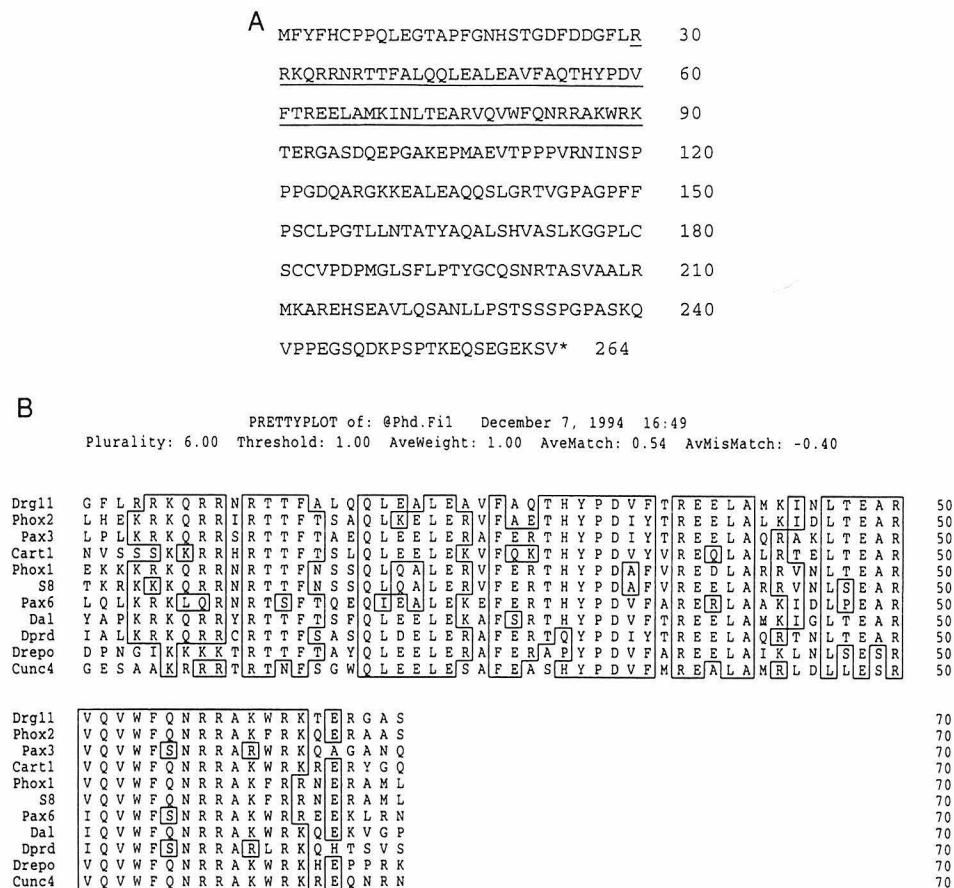 A
MFYFHCPPQLEGTAPFGNHSTGDFDDGFLR 30
RKQRRNRTTFALQQLEALEAVFAQTHYPDV 60
FTREELAMKINLTEARVQVWFQNRRAKWRK 90
TERGASDQEPGAKEPMAEVTPPPVRNINSP 120
PPGDQARGKKEALEAQQSLGRTVGPAGPFF 150
PSCLPGTLLNTATYAQALSHVASLKGGPLC 180
SCCVPDPMGLSFLPTYGCQSNRTASVAALR 210
MKAREHSEAVLQSANLLPSTSSSPGPASKQ 240
VPPEGSQDKPSPTKEQSEGEKSV* 264
B
PRETTYPLOT of: @Phd.Fil December 7, 1994 16:49
Plurality: 6.00 Threshold: 1.00 AveWeight: 1.00 AveMatch: 0.54 AvMisMatch: -0.40
Drg11 G F L R R K Q R R N R T T F A L Q Q L E A L E A V F A Q T H Y P D V F T R E E L A M K I N L T E A R 50
Phox2 L H E K R K Q R R I R T T F T S A Q L K E L E R V F A E T H Y P D I Y T R E E L A L K I D L T E A R 50
Pax3 L P L K R K Q R R S R T T F T A E Q L E E L E R A F E R T H Y P D I Y T R E E L A Q R A K L T E A R 50
Cart1 N V S S S K K R R H R T T F T S L Q L E E L E K V F Q K T H Y P D V Y V R E Q L A L R T E L T E A R 50
Phox1 E K K K R K Q R R N R T T F N S S Q L Q A L E R V F E R T H Y P D A F V R E D L A R R V N L T E A R 50
S8 T K R K K K Q R R N R T T F N S S Q L Q A L E R V F E R T H Y P D A F V R E E L A R R V N L S E A R 50
Pax6 L Q L K R K L Q R N R T S F T Q E Q I E A L E K E F E R T H Y P D V F A R E R L A A K I D L P E A R 50
Dal Y A P K R K Q R R Y R T T F T S F Q L E E L E K A F S R T H Y P D V F T R E E L A M K I G L T E A R 50
Dprd I A L K R K Q R R C R T T F S A S Q L D E L E R A F E R T Q Y P D I Y T R E E L A Q R T N L T E A R 50
Drepo D P N G I K K K K T R T T F T A Y Q L E E L E R A F E R A P Y P D V F A R E E L A I K L N L S E S R 50
Cunc4 G E S A A K R R R T R T N F S G W Q L E E L E S A F E A S H Y P D V F M R E A L A M R L D L L E S R 50
Drg11 V Q V W F Q N R R A K W R K T E R G A S 70
Phox2 V Q V W F Q N R R A K F R K Q E R A A S 70
Pax3 V Q V W F S N R R A R W R K Q A G A N Q 70
Cart1 V Q V W F Q N R R A K W R K R E R Y G Q 70
Phox1 V Q V W F Q N R R A K F R R N E R A M L 70
S8 V Q V W F Q N R R A K F R R N E R A M L 70
Pax6 I Q V W F S N R R A K W R R E E K L R N 70
Dal I Q V W F Q N R R A K W R K Q E K V G P 70
Dprd I Q V W F S N R R A R L R K Q H T S V S 70
Drepo V Q V W F Q N R R A K W R K H E P P R K 70
Cunc4 V Q V W F Q N R R A K W R K R E Q N R N 70